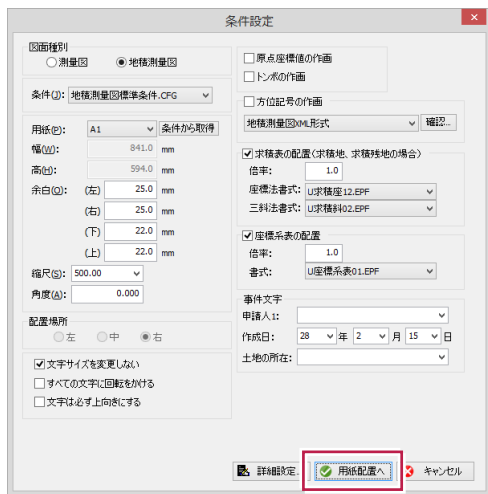 条件設定
図面種別
測量図 地積測量図
条件(J): 地積測量図標準条件.CFG
用紙(P): A1 条件から取得
幅(W): 841.0 mm
高(H): 594.0 mm
余白(O): (左) 25.0 mm
(右) 25.0 mm
(下) 22.0 mm
(上) 22.0 mm
縮尺(S): 500.00
角度(A): 0.000
配置場所
左 中 右
文字サイズを変更しない
すべての文字に回転をかける
文字は必ず上向きにする
原点座標値の作画
トンボの作画
方位記号の作画
地積測量図XML形式 確認...
求積表の配置(求積地、求積残地の場合)
倍率: 1.0
座標法書式: U求積座12.EPF
三斜法書式: U求積斜02.EPF
座標系表の配置
倍率: 1.0
書式: U座標系表01.EPF
事件文字
申請人1:
作成日: 28 年 2 月 15 日
土地の所在:
詳細設定... 用紙配置へ キャンセル